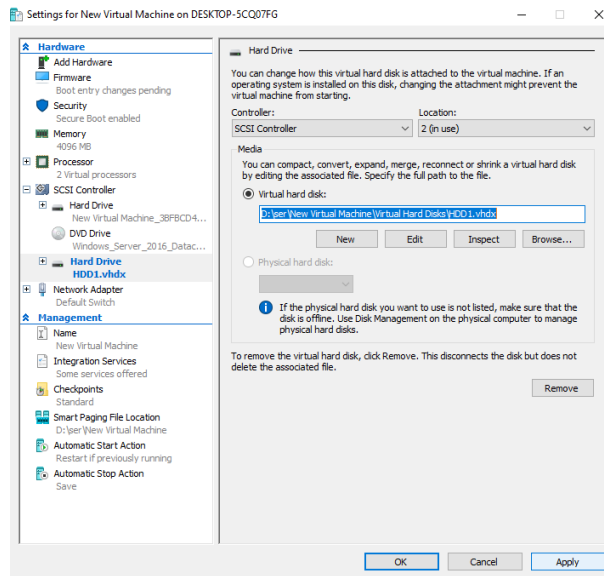 Settings for New Virtual Machine on DESKTOP-5CQ07FG
Hardware
Add Hardware
Firmware
Boot entry changes pending
Security
Secure Boot enabled
Memory
4096 MB
Processor
2 Virtual processors
SCSI Controller
Hard Drive
New Virtual Machine_38FBCD4...
DVD Drive
Windows_Server_2016_Datac...
Hard Drive
HDD1.vhdx
Network Adapter
Default Switch
Management
Name
New Virtual Machine
Integration Services
Some services offered
Checkpoints
Standard
Smart Paging File Location
D:\ser\New Virtual Machine
Automatic Start Action
Restart if previously running
Automatic Stop Action
Save
Hard Drive
You can change how this virtual hard disk is attached to the virtual machine. If an
operating system is installed on this disk, changing the attachment might prevent the
virtual machine from starting.
Controller: Location:
SCSI Controller 2 (in use)
Media
You can compact, convert, expand, merge, reconnect or shrink a virtual hard disk
by editing the associated file. Specify the full path to the file.
Virtual hard disk:
D:\ser\New Virtual Machine\Virtual Hard Disks\HDD1.vhdx
New Edit Inspect Browse...
Physical hard disk:
If the physical hard disk you want to use is not listed, make sure that the
disk is offline. Use Disk Management on the physical computer to manage
physical hard disks.
To remove the virtual hard disk, click Remove. This disconnects the disk but does not
delete the associated file.
Remove
OK Cancel Apply